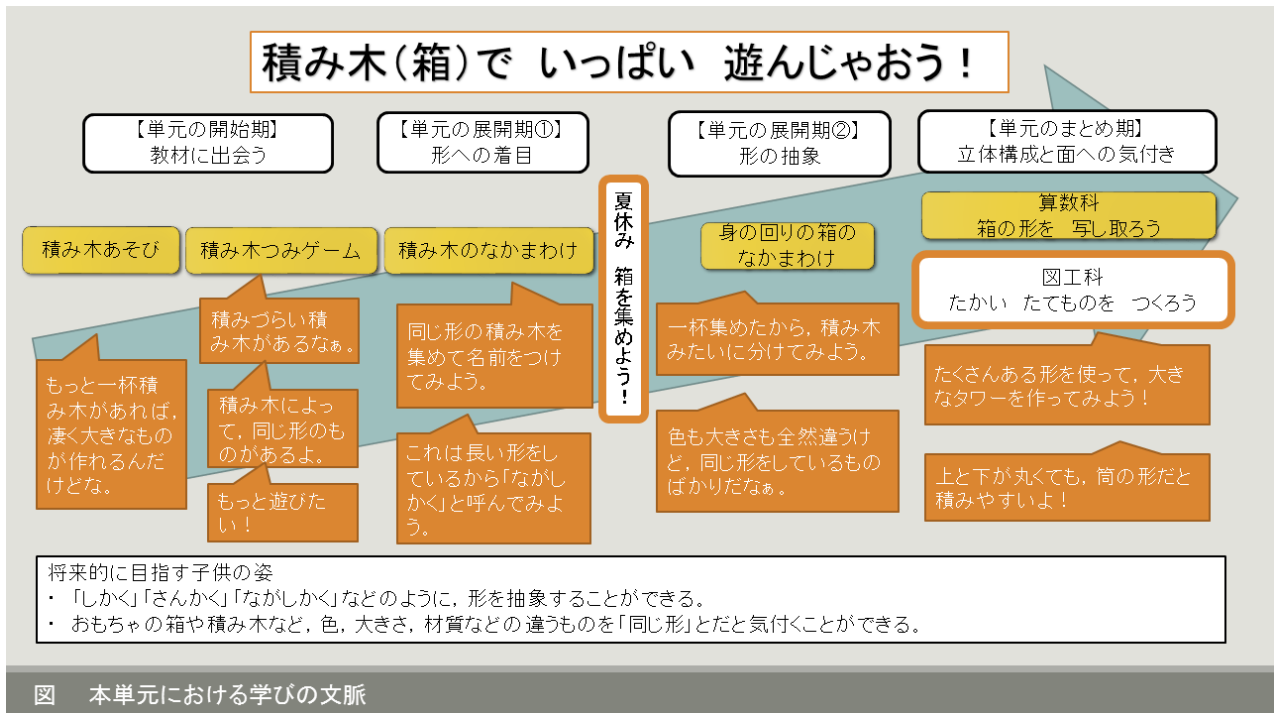 積み木（箱）で　いっぱい　遊んじゃおう！
【単元の開始期】
教材に出会う
【単元の展開期①】
形への着目
【単元の展開期②】
形の抽象
【単元のまとめ期】
立体構成と面への気付き
積み木あそび
積み木つみゲーム
積み木のなかまわけ
夏休み　箱を集めよう！
身の回りの箱の
なかまわけ
算数科
箱の形を　写し取ろう
図工科
たかい　たてものを　つくろう
もっと一杯積
み木があれば，
凄く大きなもの
が作れるんだ
けどな。
積みづらい積
み木があるなぁ。
積み木によっ
て，同じ形のも
のがあるよ。
もっと遊びた
い！
同じ形の積み木を
集めて名前をつけ
てみよう。
これは長い形をし
ているから「ながし
かく」と呼んでみよ
う。
一杯集めたから，積み木
みたいに分けてみよう。
色も大きさも全然違うけ
ど，同じ形をしているもの
ばかりだなぁ。
たくさんある形を使って，大き
なタワーを作ってみよう！
上と下が丸くても，筒の形だと
積みやすいよ！
将来的に目指す子供の姿
・　「しかく」「さんかく」「ながしかく」などのように，形を抽象することができる。
・　おもちゃの箱や積み木など，色，大きさ，材質などの違うものを「同じ形」とだと気付くことができる。
図　本単元における学びの文脈